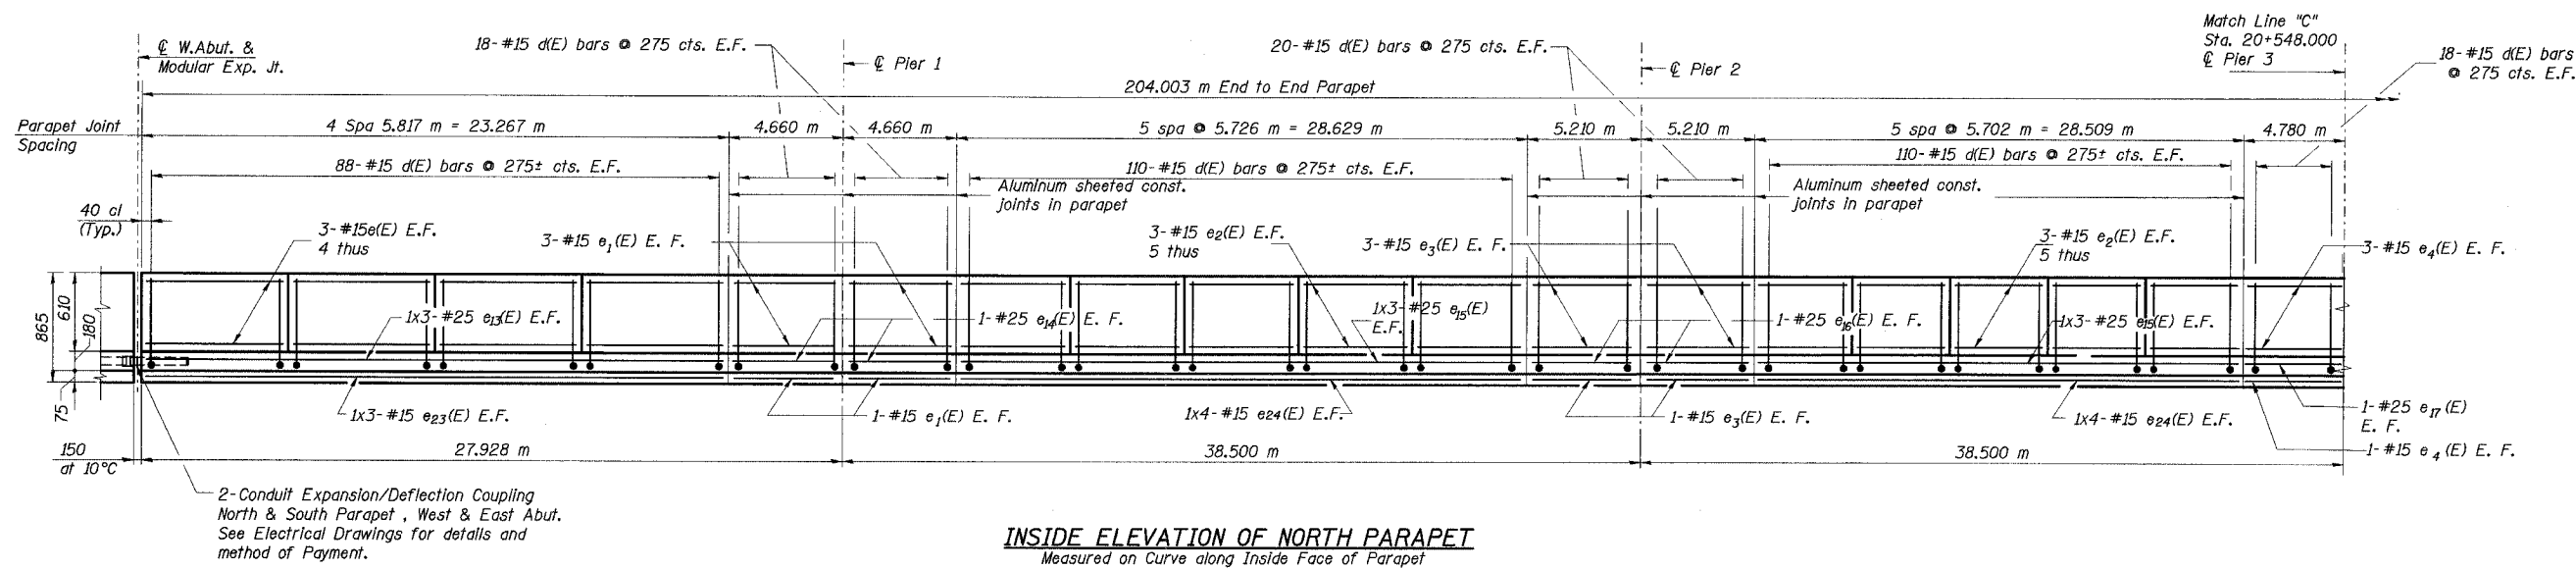 ℄ W.Abut. &
Modular Exp. Jt.
18-#15 d(E) bars @ 275 cts. E.F.
℄ Pier 1
20-#15 d(E) bars @ 275 cts. E.F.
℄ Pier 2
Match Line "C"
Sta. 20+548.000
℄ Pier 3
18-#15 d(E) bars
@ 275 cts. E.F.
204.003 m End to End Parapet
Parapet Joint
Spacing
4 Spa 5.817 m = 23.267 m
4.660 m
4.660 m
5 spa @ 5.726 m = 28.629 m
5.210 m
5.210 m
5 spa @ 5.702 m = 28.509 m
4.780 m
88-#15 d(E) bars @ 275± cts. E.F.
110-#15 d(E) bars @ 275± cts. E.F.
110-#15 d(E) bars @ 275± cts. E.F.
Aluminum sheeted const.
joints in parapet
Aluminum sheeted const.
joints in parapet
40 cl
(Typ.)
3-#15e(E) E.F.
4 thus
3-#15 e1(E) E. F.
3-#15 e2(E) E.F.
5 thus
3-#15 e3(E) E. F.
3-#15 e2(E) E.F.
5 thus
3-#15 e4(E) E. F.
865
610
180
75
1x3-#25 e13(E) E.F.
1-#25 e14(E) E. F.
1x3-#25 e15(E)
E.F.
1-#25 e16(E) E. F.
1x3-#25 e15(E) E.F.
1x3-#15 e23(E) E.F.
1-#15 e1(E) E. F.
1x4-#15 e24(E) E.F.
1-#15 e3(E) E. F.
1x4-#15 e24(E) E.F.
1-#25 e17(E)
E. F.
1-#15 e4(E) E. F.
150
at 10°C
27.928 m
38.500 m
38.500 m
2-Conduit Expansion/Deflection Coupling
North & South Parapet , West & East Abut.
See Electrical Drawings for details and
method of Payment.
INSIDE ELEVATION OF NORTH PARAPET
Measured on Curve along Inside Face of Parapet